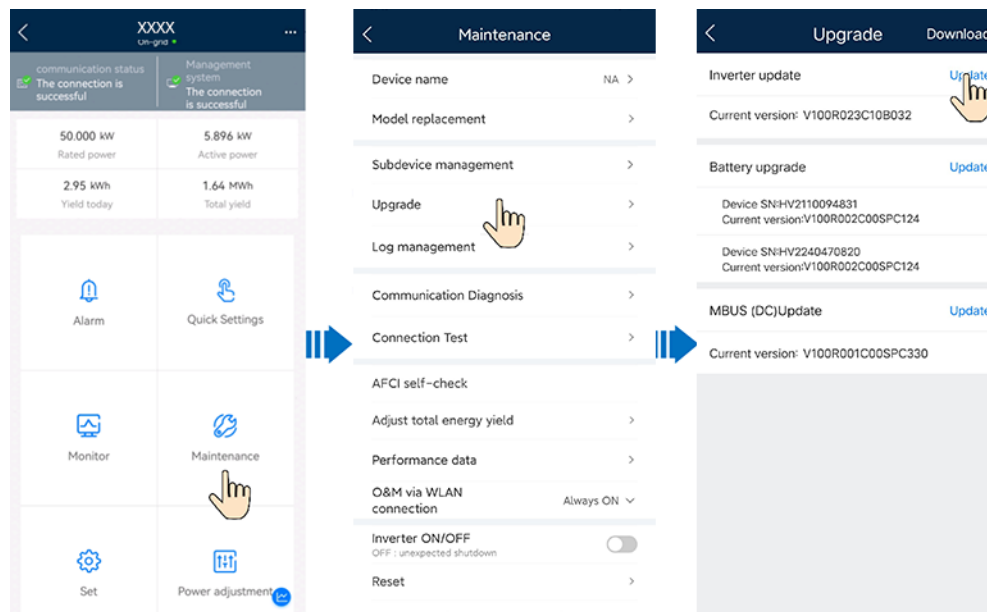 XXXX
On-grid
communication status
The connection is
successful
Management
system
The connection
is successful
50.000 kW
Rated power
5.896 kW
Active power
2.95 kWh
Yield today
1.64 MWh
Total yield
Alarm
Quick Settings
Monitor
Maintenance
Set
Power adjustment
Maintenance
Device name
NA
Model replacement
Subdevice management
Upgrade
Log management
Communication Diagnosis
Connection Test
AFCI self-check
Adjust total energy yield
Performance data
O&M via WLAN
connection
Always ON
Inverter ON/OFF
OFF : unexpected shutdown
Reset
Upgrade
Download
Inverter update
Update
Current version: V100R023C10B032
Battery upgrade
Update
Device SN:HV2110094831
Current version:V100R002C00SPC124
Device SN:HV2240470820
Current version:V100R002C00SPC124
MBUS (DC)Update
Update
Current version: V100R001C00SPC330